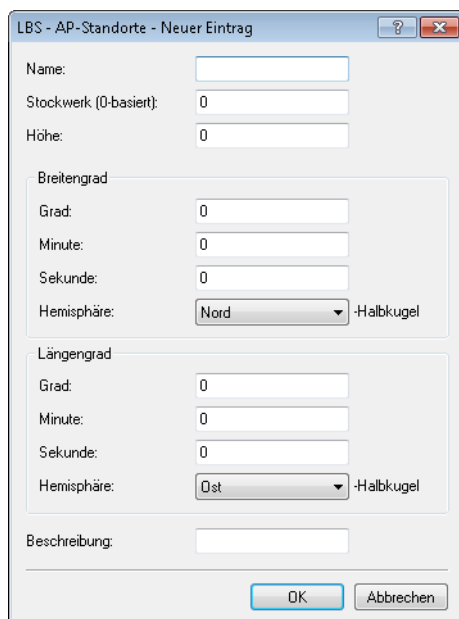 LBS - AP-Standorte - Neuer Eintrag
Name:
Stockwerk (0-basiert): 0
Höhe: 0
Breitengrad
Grad: 0
Minute: 0
Sekunde: 0
Hemisphäre: Nord -Halbkugel
Längengrad
Grad: 0
Minute: 0
Sekunde: 0
Hemisphäre: Ost -Halbkugel
Beschreibung:
OK Abbrechen